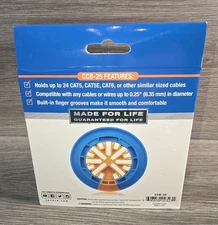 ECB-25 FEATURES:
Holds up to 24 CAT5, CAT5E, CAT6, or other similar sized cables
Compatible with any cables or wires up to 0.25" (6.35 mm) in diameter
Built-in finger grooves make it smooth and comfortable
MADE FOR LIFE
GUARANTEED FOR LIFE